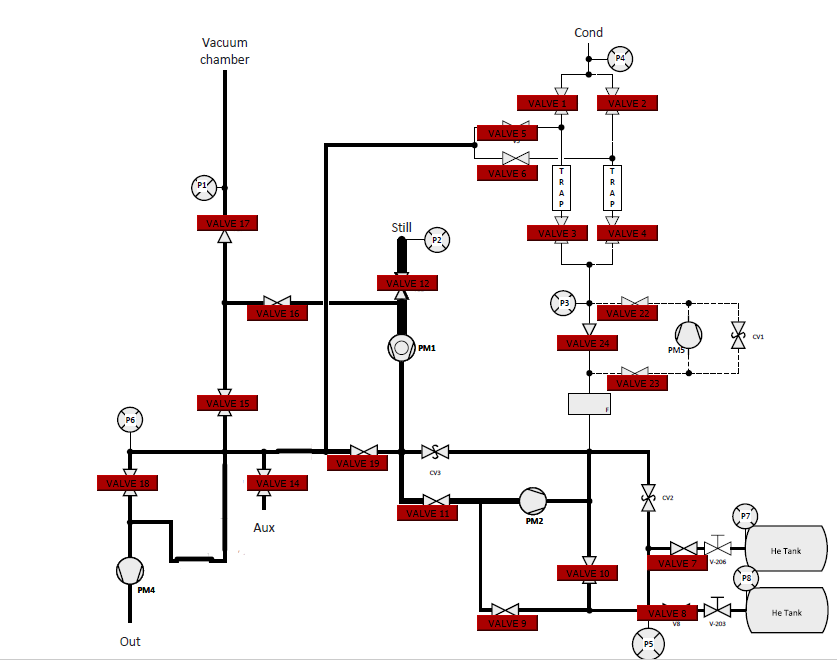 Cond
Vacuum
chamber
P4
VALVE 1
VALVE 2
VALVE 5
VALVE 6
T
R
A
P
T
R
A
P
P1
VALVE 17
Still
P2
VALVE 3
VALVE 4
VALVE 12
VALVE 16
P3
VALVE 22
PM1
VALVE 24
PM5
CV1
VALVE 23
VALVE 15
F
P6
VALVE 19
CV3
VALVE 18
VALVE 14
Aux
VALVE 11
PM2
CV2
P7
VALVE 7
V-206
He Tank
VALVE 10
PM4
P8
VALVE 9
VALVE 8
V8
V-203
He Tank
Out
P5